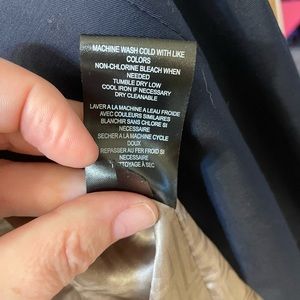 MACHINE WASH COLD WITH LIKE
COLORS
NON-CHLORINE BLEACH WHEN
NEEDED
TUMBLE DRY LOW
COOL IRON IF NECESSARY
DRY CLEANABLE
LAVER A LA MACHINE A L'EAU FROIDE
AVEC COULEURS SIMILAIRES
BLANCHIR SANS CHLORE SI
NECESSAIRE
SECHER A LA MACHINE CYCLE
DOUX
REPASSER AU FER FROID SI
NECESSAIRE
NETTOYAGE A SEC